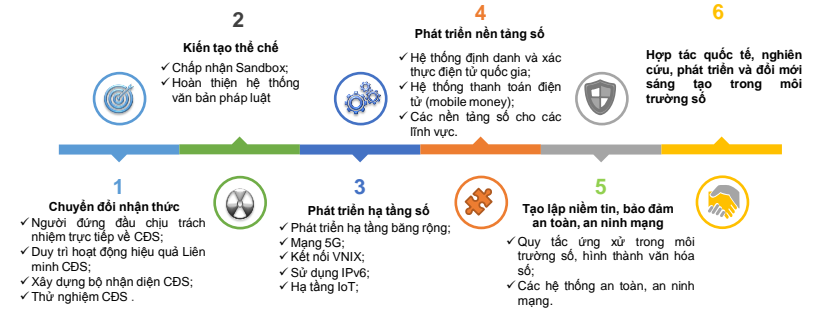 2
Kiến tạo thể chế
✓ Chấp nhận Sandbox;
✓ Hoàn thiện hệ thống
văn bản pháp luật
4
Phát triển nền tảng số
✓ Hệ thống định danh và xác
thực điện tử quốc gia;
✓ Hệ thống thanh toán điện
tử (mobile money);
✓ Các nền tảng số cho các
lĩnh vực.
6
Hợp tác quốc tế, nghiên
cứu, phát triển và đổi mới
sáng tạo trong môi
trường số
1
Chuyển đổi nhận thức
✓ Người đứng đầu chịu trách
nhiệm trực tiếp về CĐS;
✓ Duy trì hoạt động hiệu quả Liên
minh CĐS;
✓ Xây dựng bộ nhận diện CĐS;
✓ Thử nghiệm CĐS .
3
Phát triển hạ tầng số
✓ Phát triển hạ tầng băng rộng;
✓ Mạng 5G;
✓ Kết nối VNIX;
✓ Sử dụng IPv6;
✓ Hạ tầng IoT;
5
Tạo lập niềm tin, bảo đảm
an toàn, an ninh mạng
✓ Quy tắc ứng xử trong môi
trường số, hình thành văn hóa
số;
✓ Các hệ thống an toàn, an ninh
mạng.